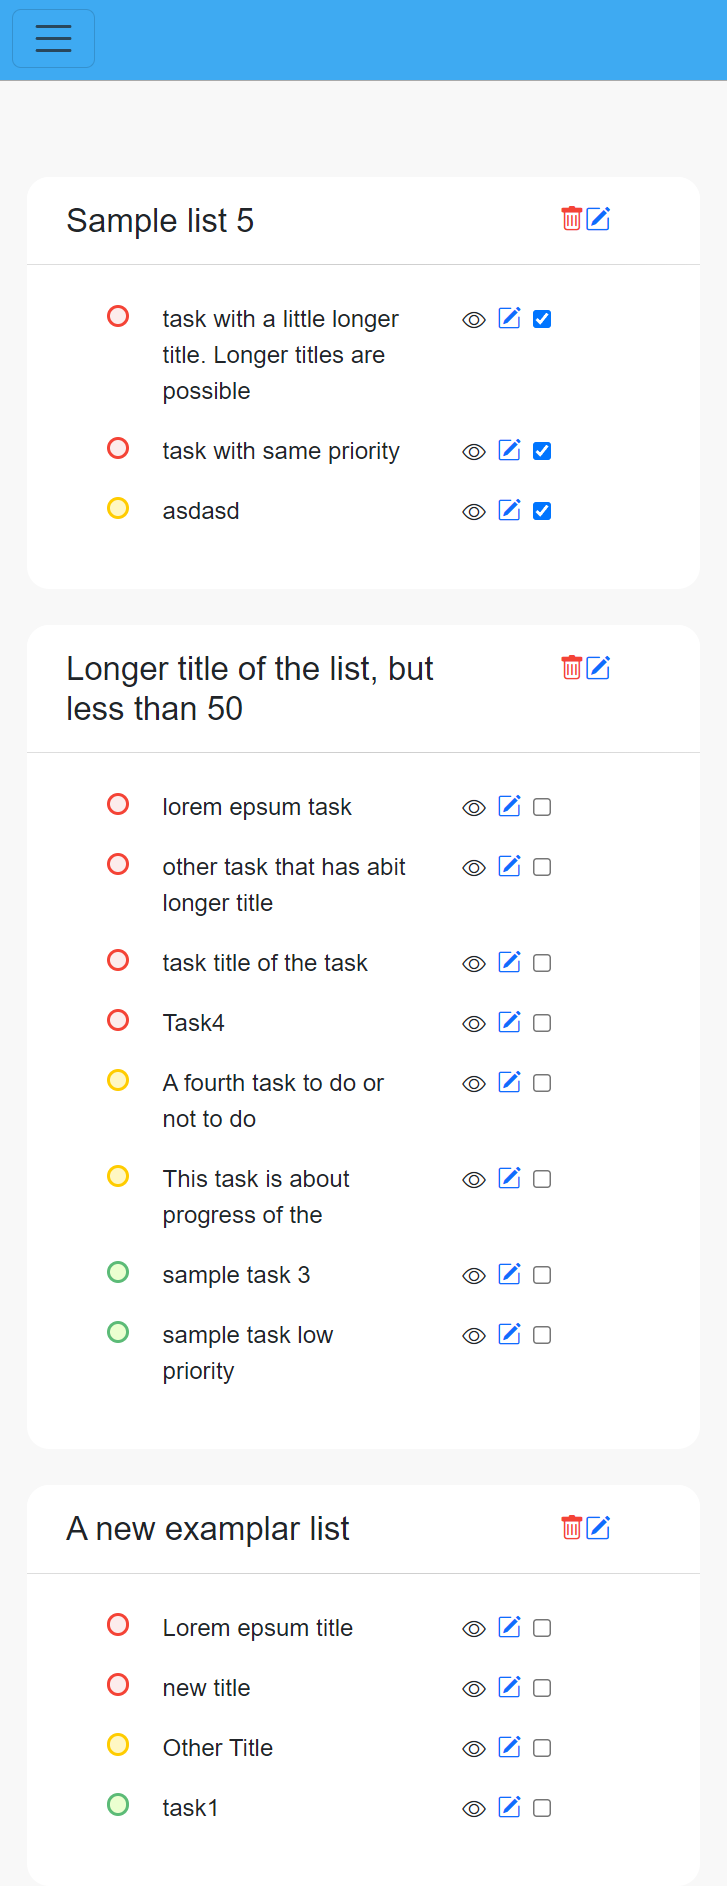 Sample list 5
task with a little longer
title. Longer titles are
possible
task with same priority
asdasd
Longer title of the list, but
less than 50
lorem epsum task
other task that has abit
longer title
task title of the task
Task4
A fourth task to do or
not to do
This task is about
progress of the
sample task 3
sample task low
priority
A new examplar list
Lorem epsum title
new title
Other Title
task1